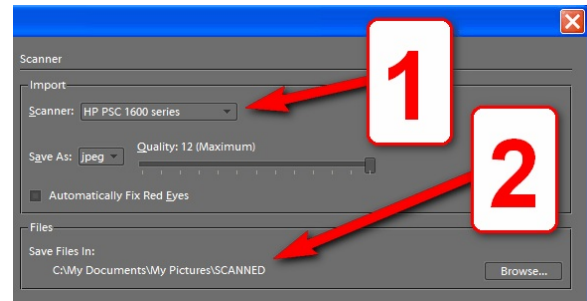 Scanner
Import
Scanner: HP PSC 1600 series
1
Save As: jpeg Quality: 12 (Maximum)
Automatically Fix Red Eyes
2
Files
Save Files In:
C:\My Documents\My Pictures\SCANNED
Browse...